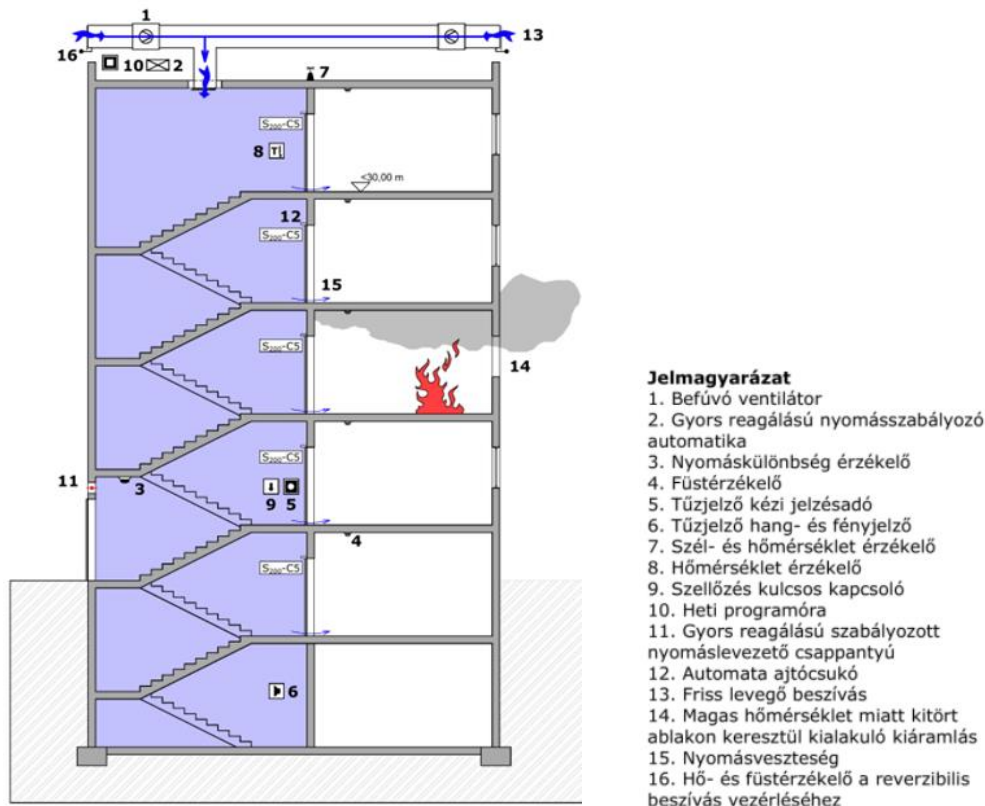 1
13
16
10
2
7
S200-C5
8
T
<30,00 m
12
S200-C5
15
S200-C5
14
S200-C5
11
3
9
5
4
S200-C5
6
Jelmagyarázat
1. Befúvó ventilátor
2. Gyors reagálású nyomásszabályozó
automatika
3. Nyomáskülönbség érzékelő
4. Füstérzékelő
5. Tűzjelző kézi jelzésadó
6. Tűzjelző hang- és fényjelző
7. Szél- és hőmérséklet érzékelő
8. Hőmérséklet érzékelő
9. Szellőzés kulcsos kapcsoló
10. Heti programóra
11. Gyors reagálású szabályozott
nyomáslevezető csappantyú
12. Automata ajtócsukó
13. Friss levegő beszívás
14. Magas hőmérséklet miatt kitört
ablakon keresztül kialakuló kiáramlás
15. Nyomásveszteség
16. Hő- és füstérzékelő a reverzibilis
beszívás vezérléséhez